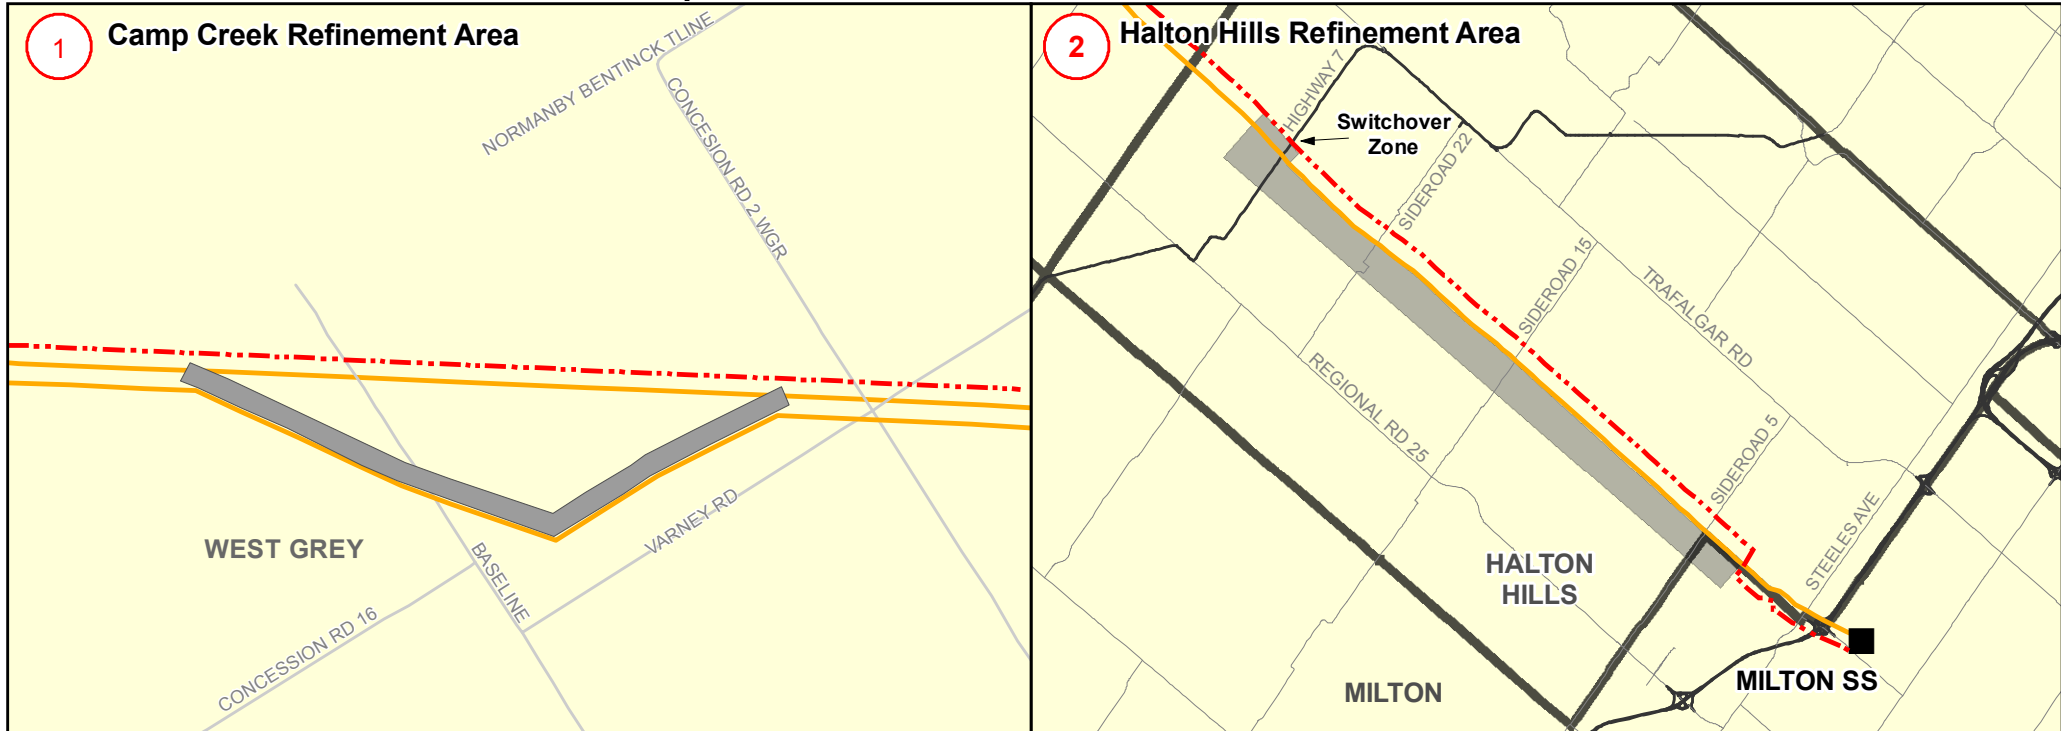 1
Camp Creek Refinement Area
NORMANBY BENTINCK TLINE
CONCESION RD 2 WGR
WEST GREY
BASELINE
VARNEY RD
CONCESSION RD 16
2
Halton Hills Refinement Area
HIGHWAY 7
Switchover
Zone
SIDEROAD 22
SIDEROAD 15
TRAFALGAR RD
REGIONAL RD 25
SIDEROAD 5
STEELES AVE
HALTON
HILLS
MILTON SS
MILTON